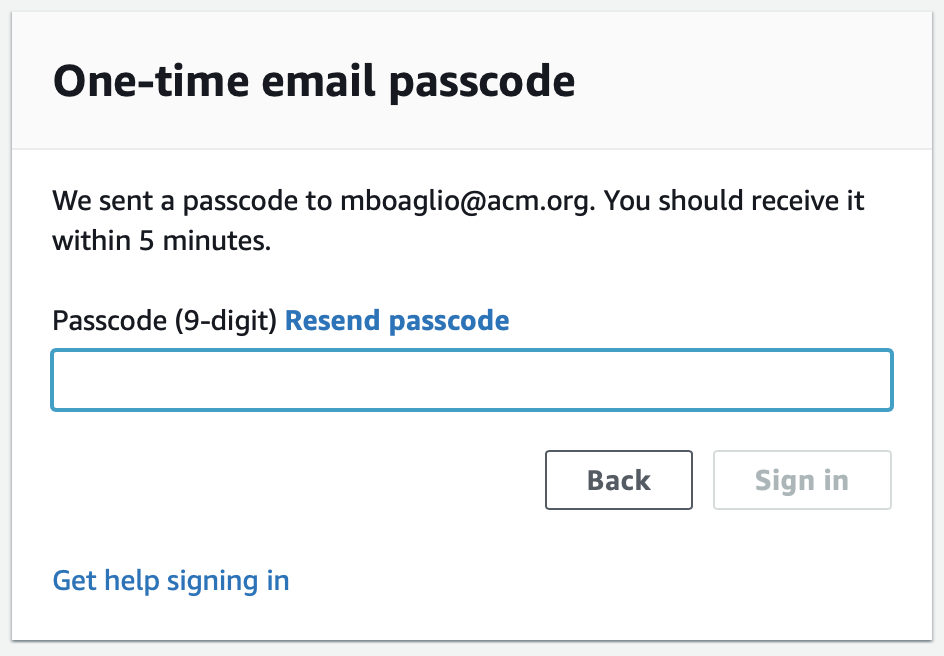 One-time email passcode
We sent a passcode to mboaglio@acm.org. You should receive it
within 5 minutes.
Passcode (9-digit) Resend passcode
Back Sign in
Get help signing in